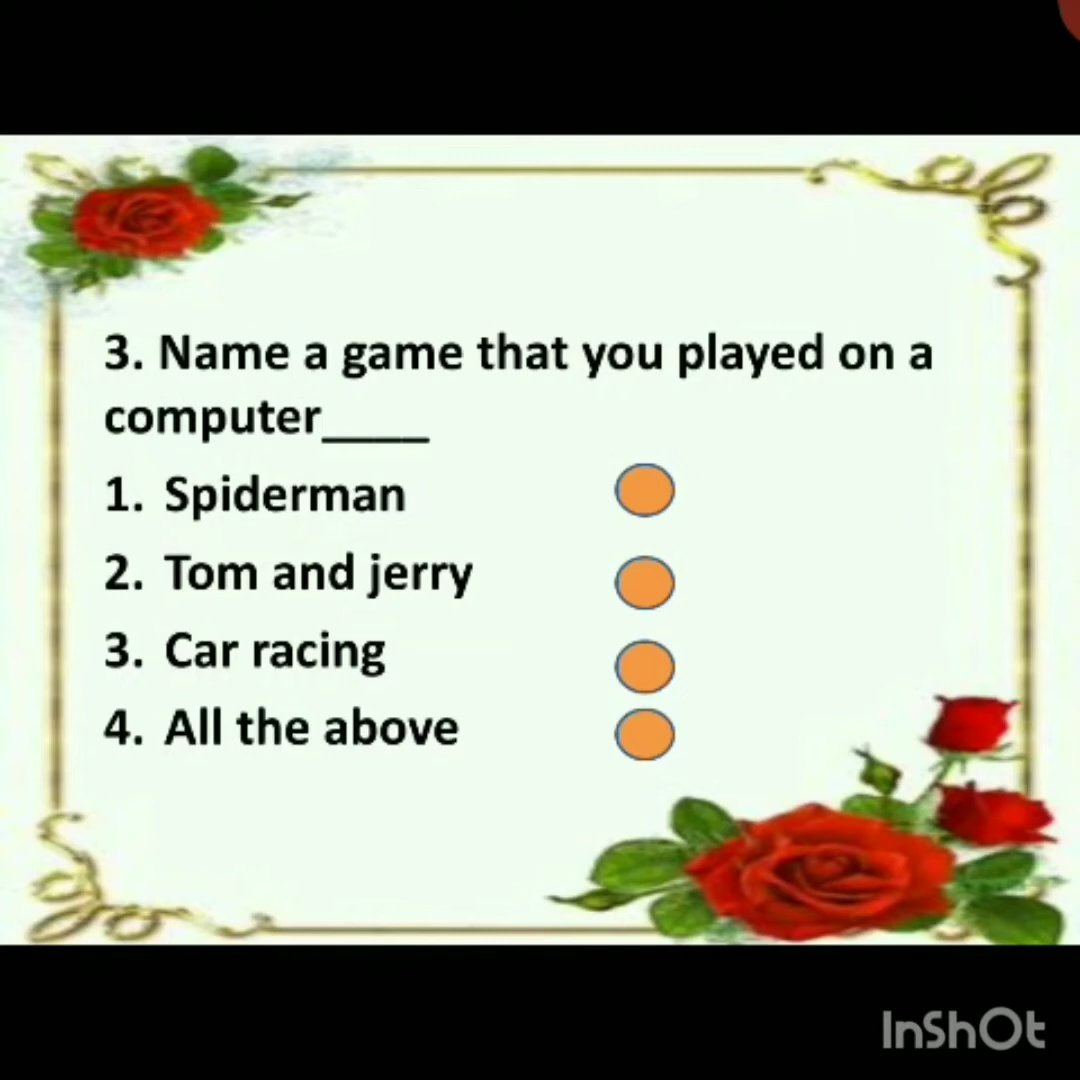 3. Name a game that you played on a
computer____
1. Spiderman
2. Tom and jerry
3. Car racing
4. All the above
InShOt